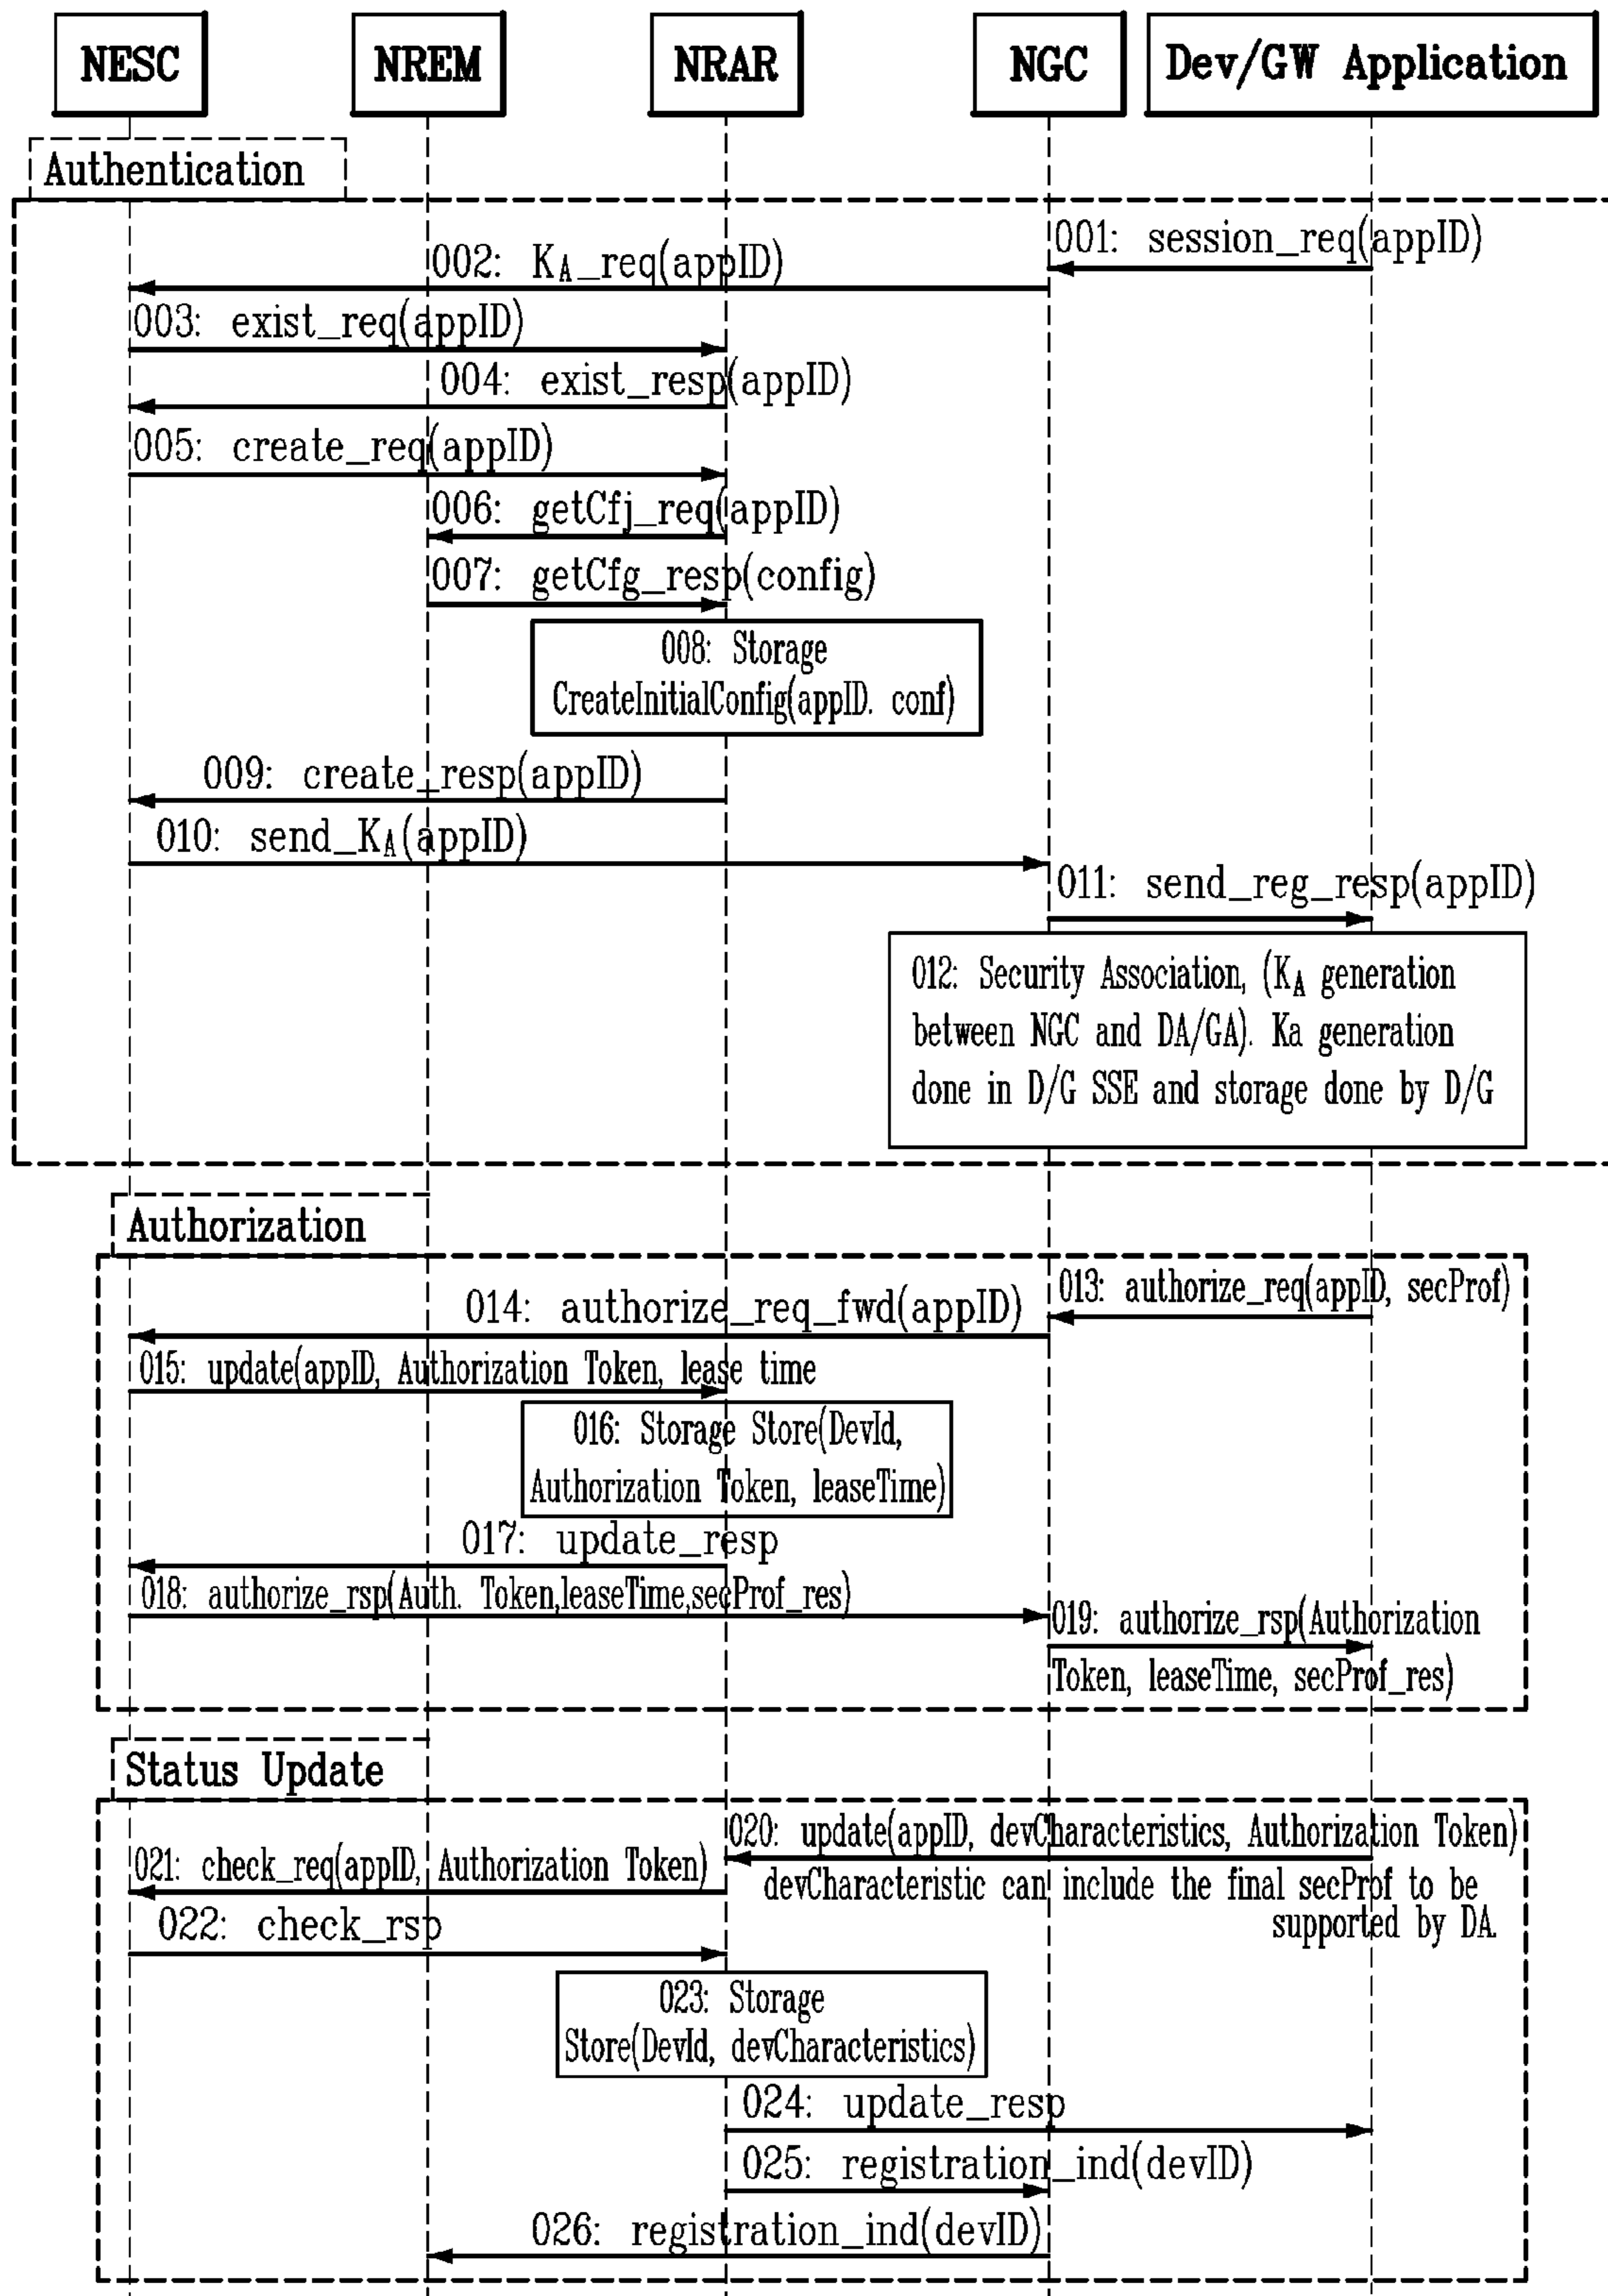 NESC
NREM
NRAR
NGC
Dev/GW Application
Authentication
001: session_req(appID)
002: KA_req(appID)
003: exist_req(appID)
004: exist_resp(appID)
005: create_req(appID)
006: getCfj_req(appID)
007: getCfg_resp(config)
008: Storage
CreateInitialConfig(appID. conf)
009: create_resp(appID)
010: send_KA(appID)
011: send_reg_resp(appID)
012: Security Association, (KA generation
between NGC and DA/GA). Ka generation
done in D/G SSE and storage done by D/G
Authorization
013: authorize_req(appID, secProf)
014: authorize_req_fwd(appID)
015: update(appID, Authorization Token, lease time
016: Storage Store(DevId,
Authorization Token, leaseTime)
017: update_resp
018: authorize_rsp(Auth. Token,leaseTime,secProf_res)
019: authorize_rsp(Authorization
Token, leaseTime, secProf_res)
Status Update
020: update(appID, devCharacteristics, Authorization Token)
021: check_req(appID, Authorization Token)
devCharacteristic can include the final secProf to be
supported by DA.
022: check_rsp
023: Storage
Store(DevId, devCharacteristics)
024: update_resp
025: registration_ind(devID)
026: registration_ind(devID)